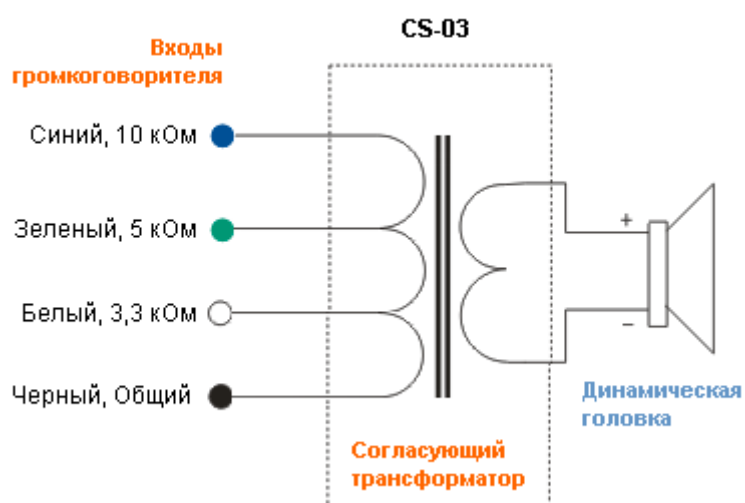 CS-03
Входы
громкоговорителя
Синий, 10 кОм
Зеленый, 5 кОм
Белый, 3,3 кОм
Черный, Общий
+
–
Динамическая
головка
Согласующий
трансформатор